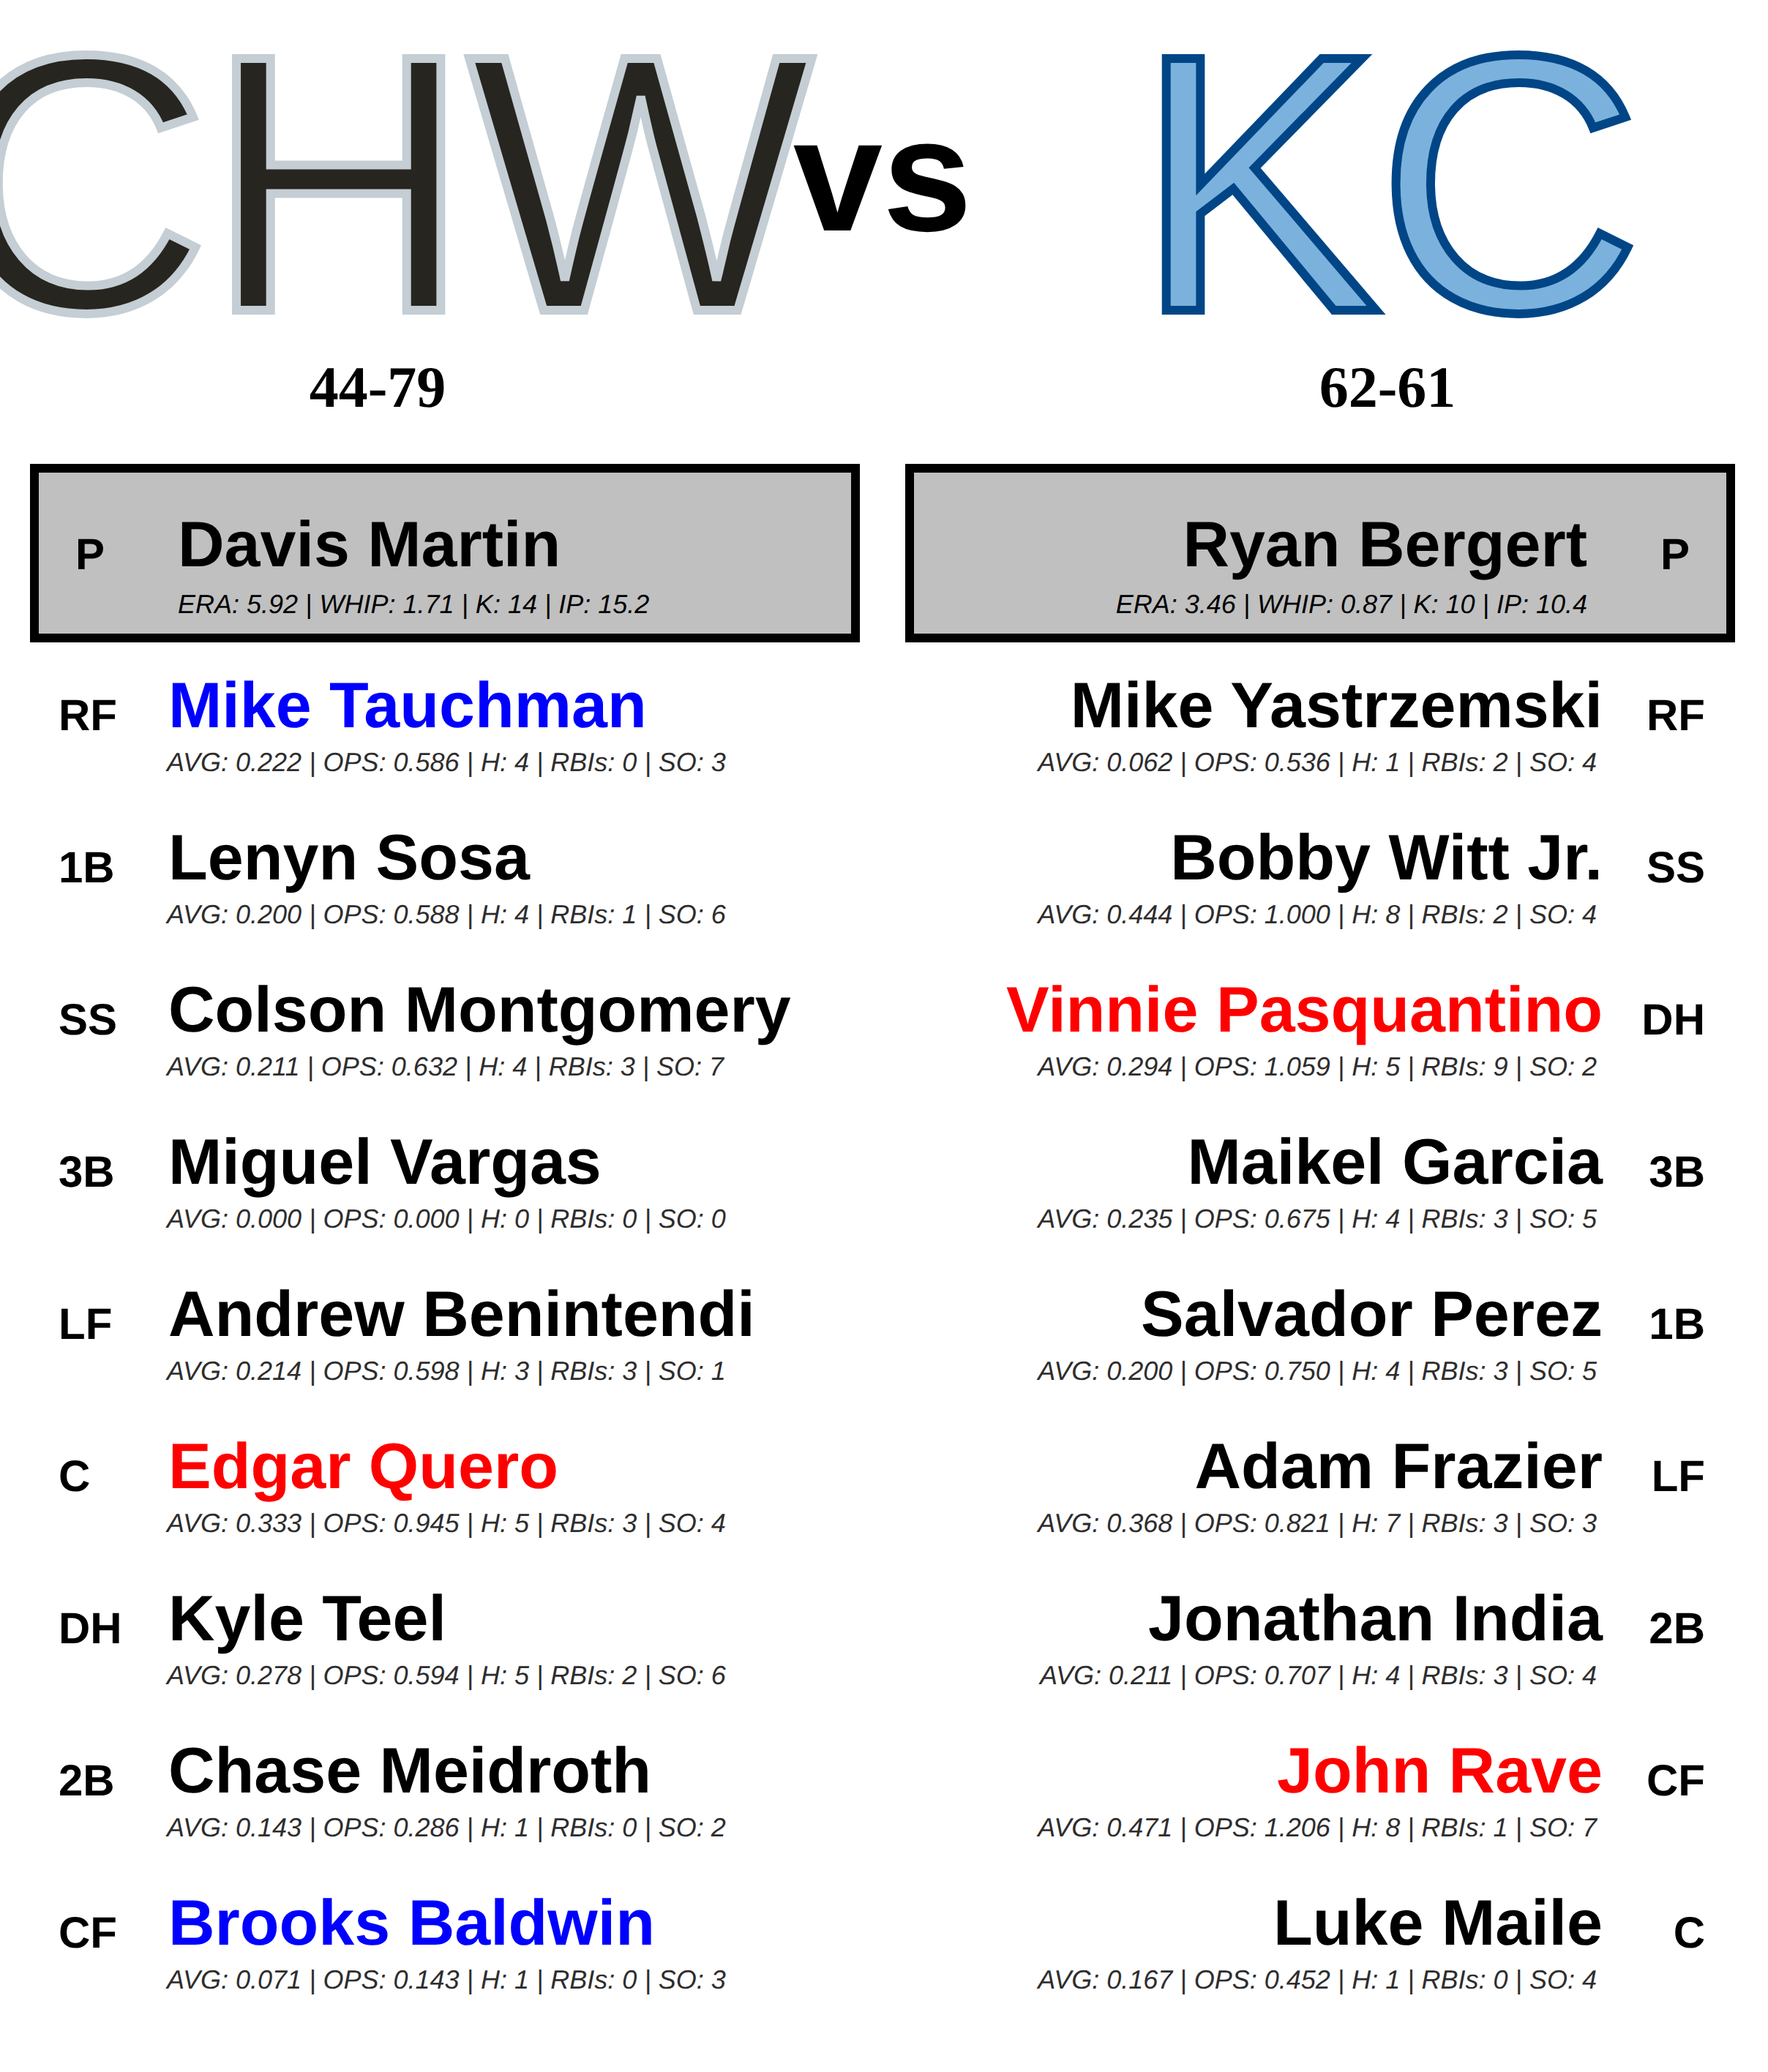 CHW vs KC
44-79 62-61
P Davis Martin
ERA: 5.92 | WHIP: 1.71 | K: 14 | IP: 15.2
Ryan Bergert P
ERA: 3.46 | WHIP: 0.87 | K: 10 | IP: 10.4
RF Mike Tauchman
AVG: 0.222 | OPS: 0.586 | H: 4 | RBIs: 0 | SO: 3
1B Lenyn Sosa
AVG: 0.200 | OPS: 0.588 | H: 4 | RBIs: 1 | SO: 6
SS Colson Montgomery
AVG: 0.211 | OPS: 0.632 | H: 4 | RBIs: 3 | SO: 7
3B Miguel Vargas
AVG: 0.000 | OPS: 0.000 | H: 0 | RBIs: 0 | SO: 0
LF Andrew Benintendi
AVG: 0.214 | OPS: 0.598 | H: 3 | RBIs: 3 | SO: 1
C Edgar Quero
AVG: 0.333 | OPS: 0.945 | H: 5 | RBIs: 3 | SO: 4
DH Kyle Teel
AVG: 0.278 | OPS: 0.594 | H: 5 | RBIs: 2 | SO: 6
2B Chase Meidroth
AVG: 0.143 | OPS: 0.286 | H: 1 | RBIs: 0 | SO: 2
CF Brooks Baldwin
AVG: 0.071 | OPS: 0.143 | H: 1 | RBIs: 0 | SO: 3
Mike Yastrzemski RF
AVG: 0.062 | OPS: 0.536 | H: 1 | RBIs: 2 | SO: 4
Bobby Witt Jr. SS
AVG: 0.444 | OPS: 1.000 | H: 8 | RBIs: 2 | SO: 4
Vinnie Pasquantino DH
AVG: 0.294 | OPS: 1.059 | H: 5 | RBIs: 9 | SO: 2
Maikel Garcia 3B
AVG: 0.235 | OPS: 0.675 | H: 4 | RBIs: 3 | SO: 5
Salvador Perez 1B
AVG: 0.200 | OPS: 0.750 | H: 4 | RBIs: 3 | SO: 5
Adam Frazier LF
AVG: 0.368 | OPS: 0.821 | H: 7 | RBIs: 3 | SO: 3
Jonathan India 2B
AVG: 0.211 | OPS: 0.707 | H: 4 | RBIs: 3 | SO: 4
John Rave CF
AVG: 0.471 | OPS: 1.206 | H: 8 | RBIs: 1 | SO: 7
Luke Maile C
AVG: 0.167 | OPS: 0.452 | H: 1 | RBIs: 0 | SO: 4